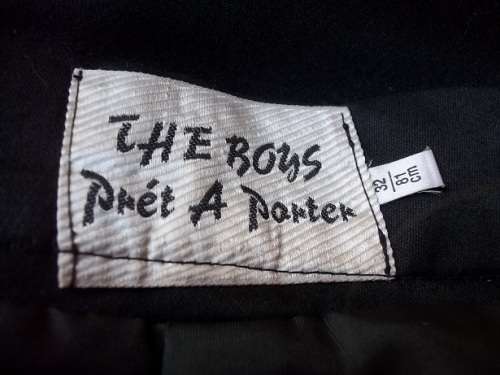 THE BOYS
Prét A Porter
32
81
cm